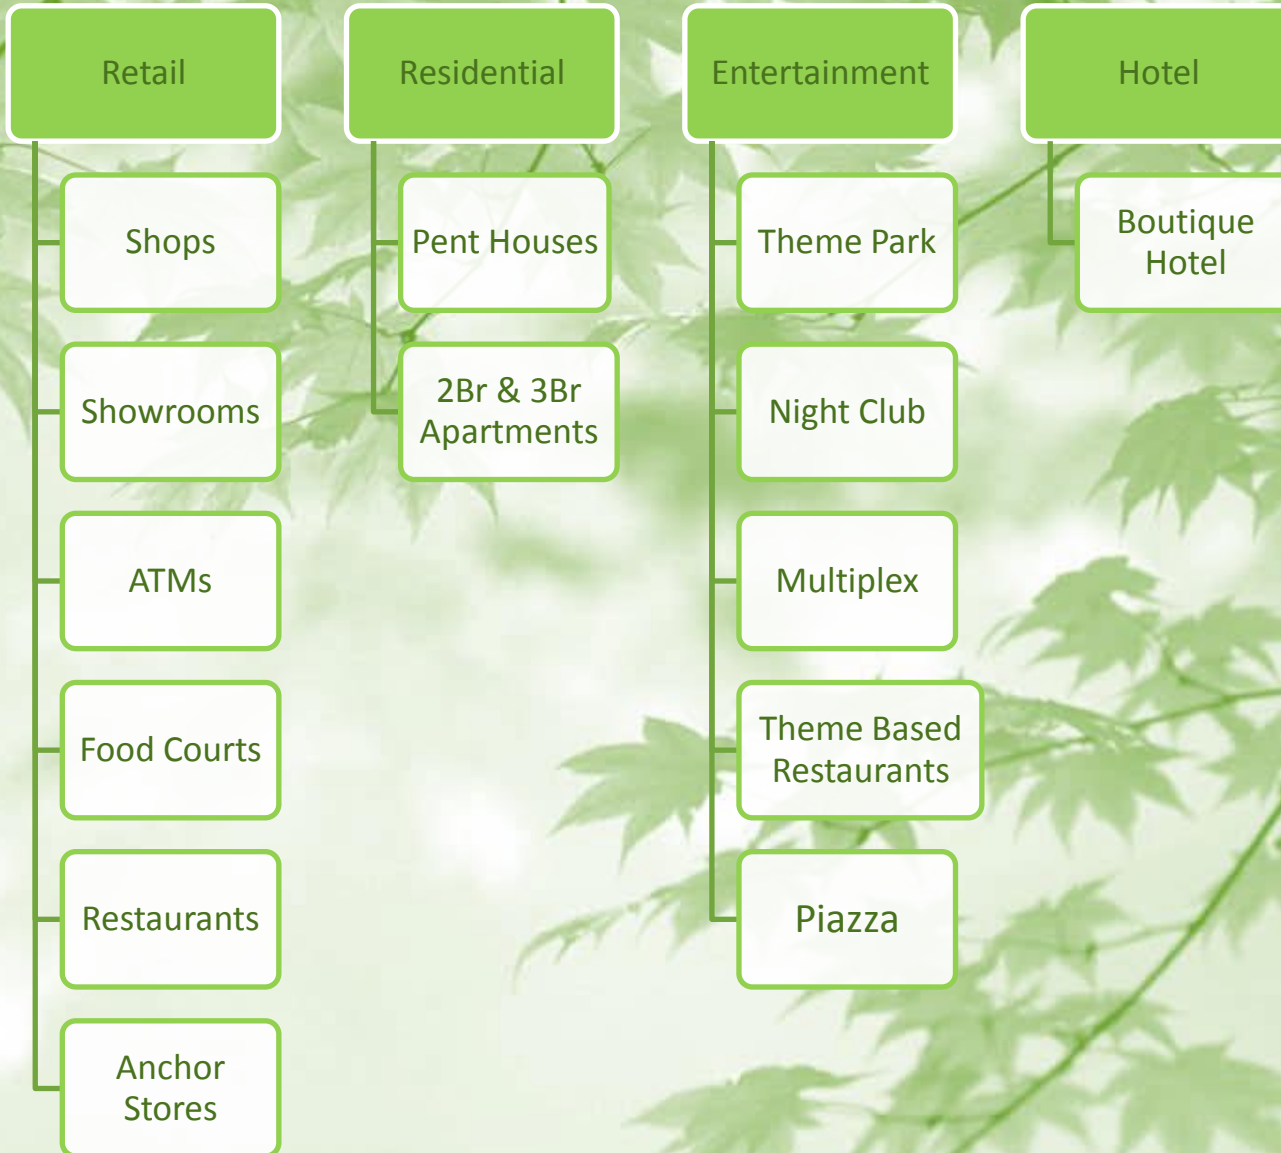 Retail
Shops
Showrooms
ATMs
Food Courts
Restaurants
Anchor
Stores
Residential
Pent Houses
2Br & 3Br
Apartments
Entertainment
Theme Park
Night Club
Multiplex
Theme Based
Restaurants
Piazza
Hotel
Boutique
Hotel